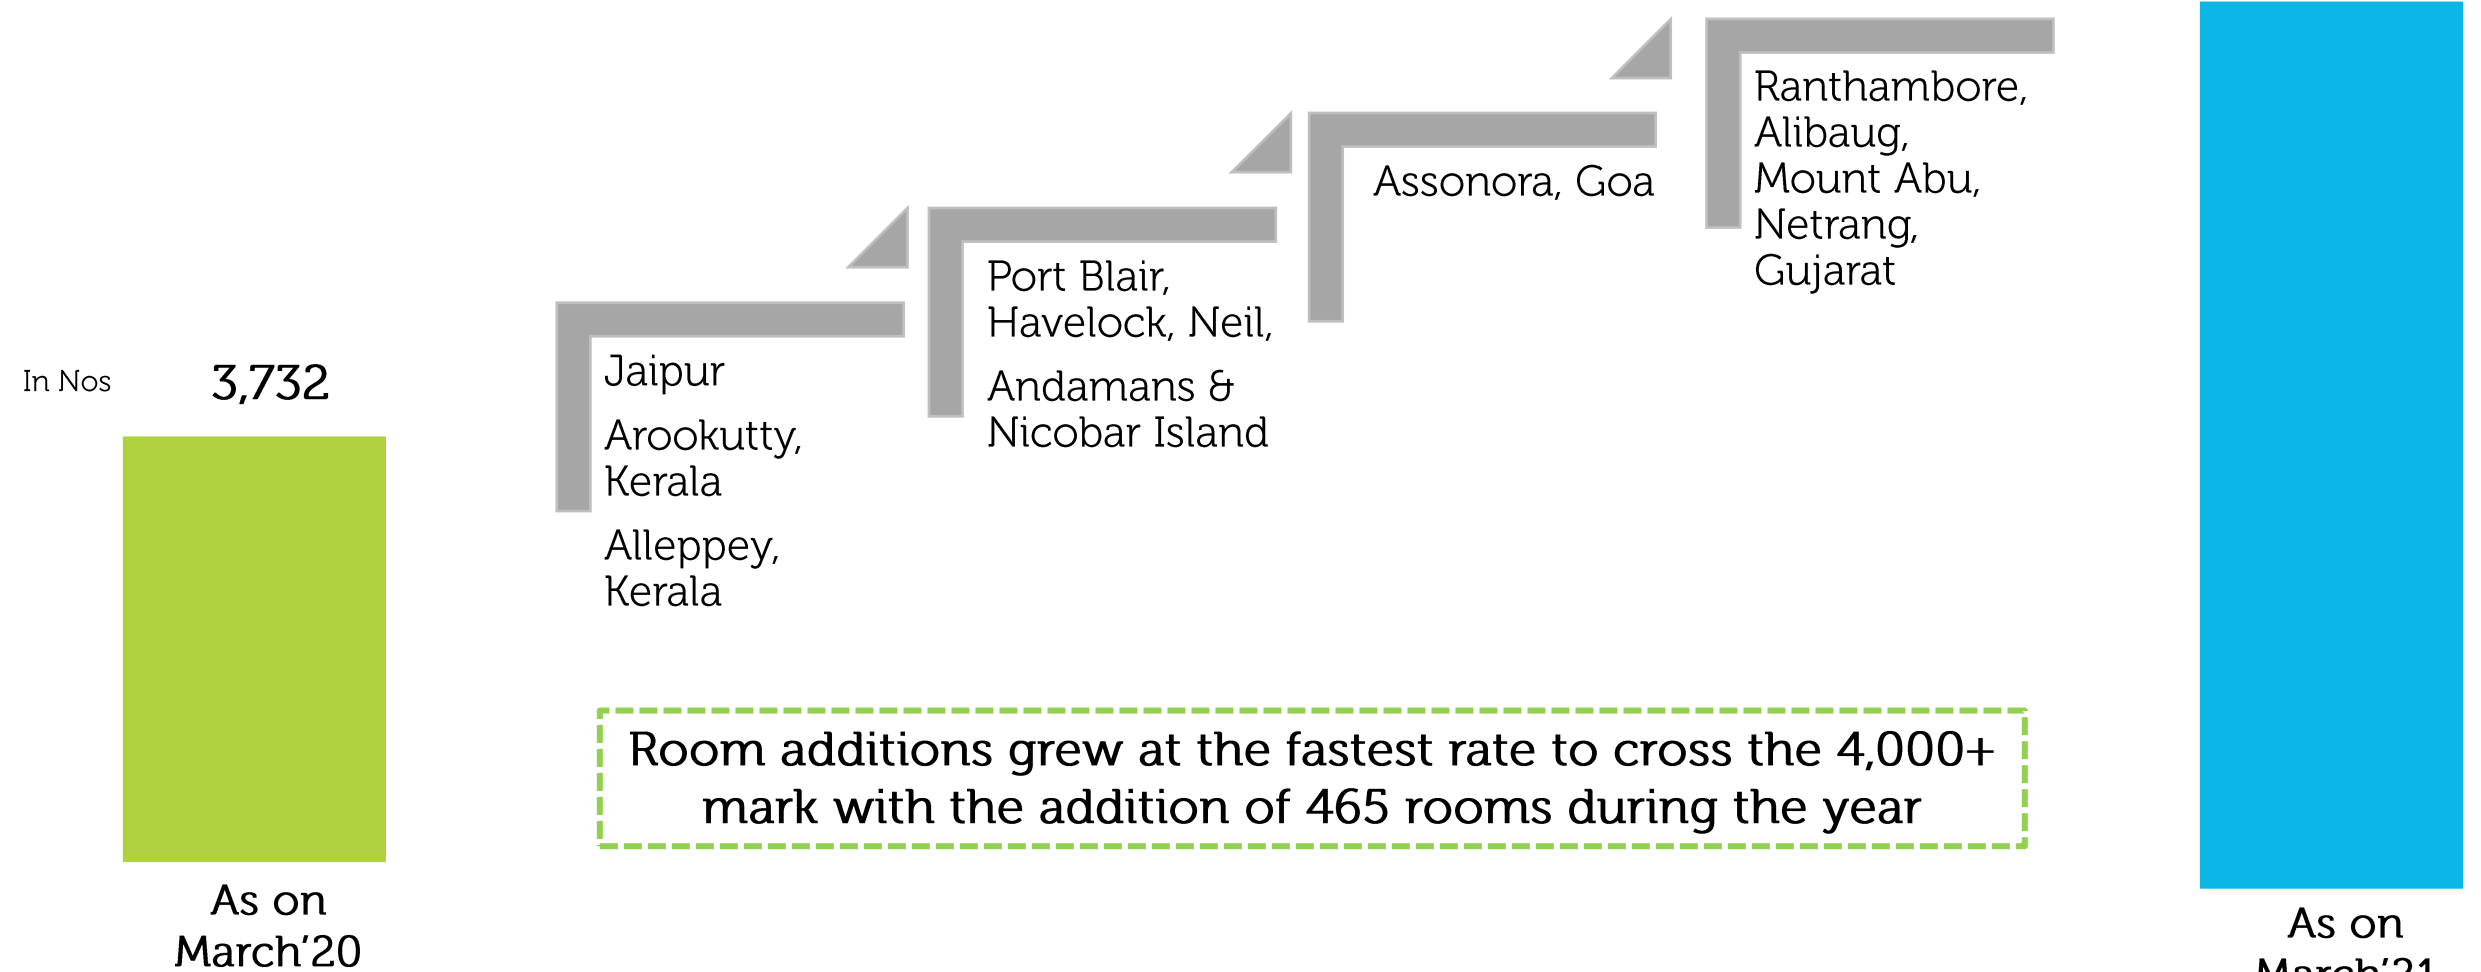 In Nos
3,732
As on
March'20
Jaipur
Arookutty,
Kerala
Alleppey,
Kerala
Port Blair,
Havelock, Neil,
Andamans &
Nicobar Island
Assonora, Goa
Ranthambore,
Alibaug,
Mount Abu,
Netrang,
Gujarat
Room additions grew at the fastest rate to cross the 4,000+
mark with the addition of 465 rooms during the year
As on
March'21